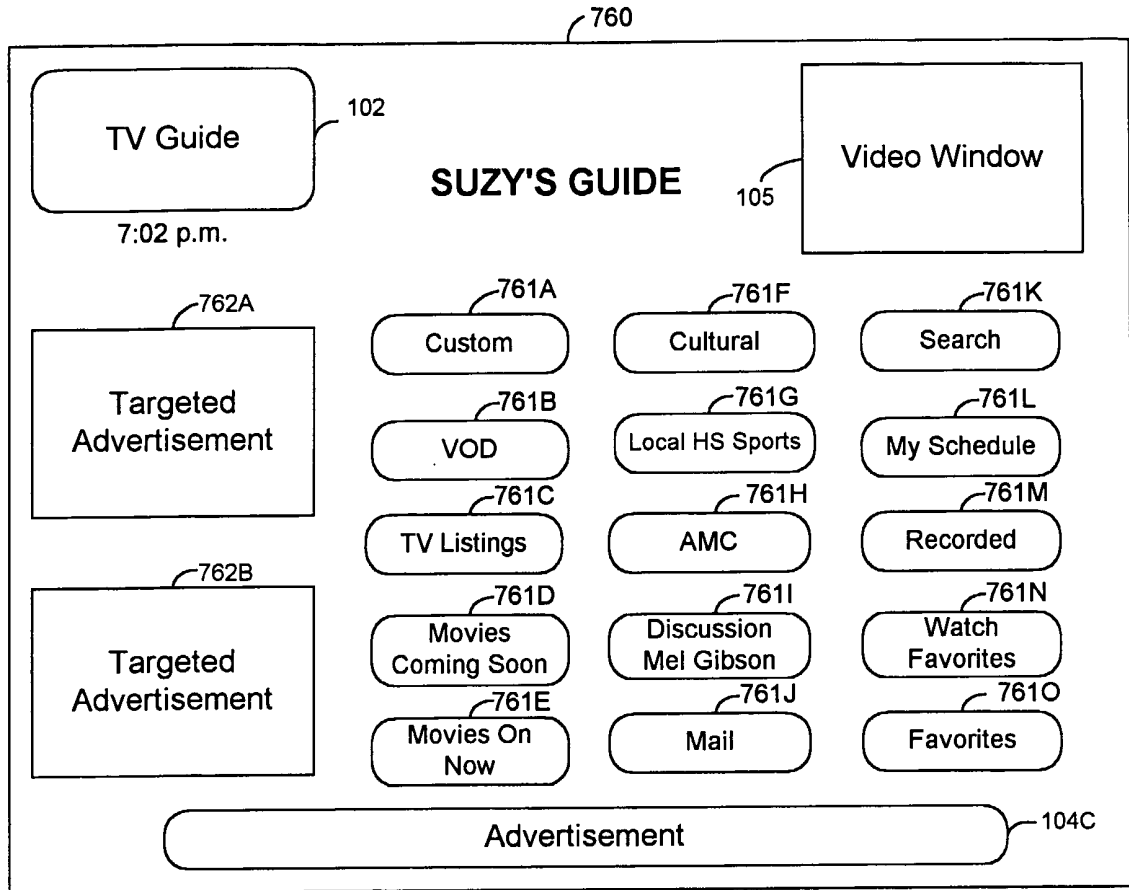 760
TV Guide
102
SUZY'S GUIDE
Video Window
105
7:02 p.m.
762A
Targeted
Advertisement
762B
Targeted
Advertisement
761A
Custom
761B
VOD
761C
TV Listings
761D
Movies
Coming Soon
761E
Movies On
Now
761F
Cultural
761G
Local HS Sports
761H
AMC
761I
Discussion
Mel Gibson
761J
Mail
761K
Search
761L
My Schedule
761M
Recorded
761N
Watch
Favorites
761O
Favorites
Advertisement
104C